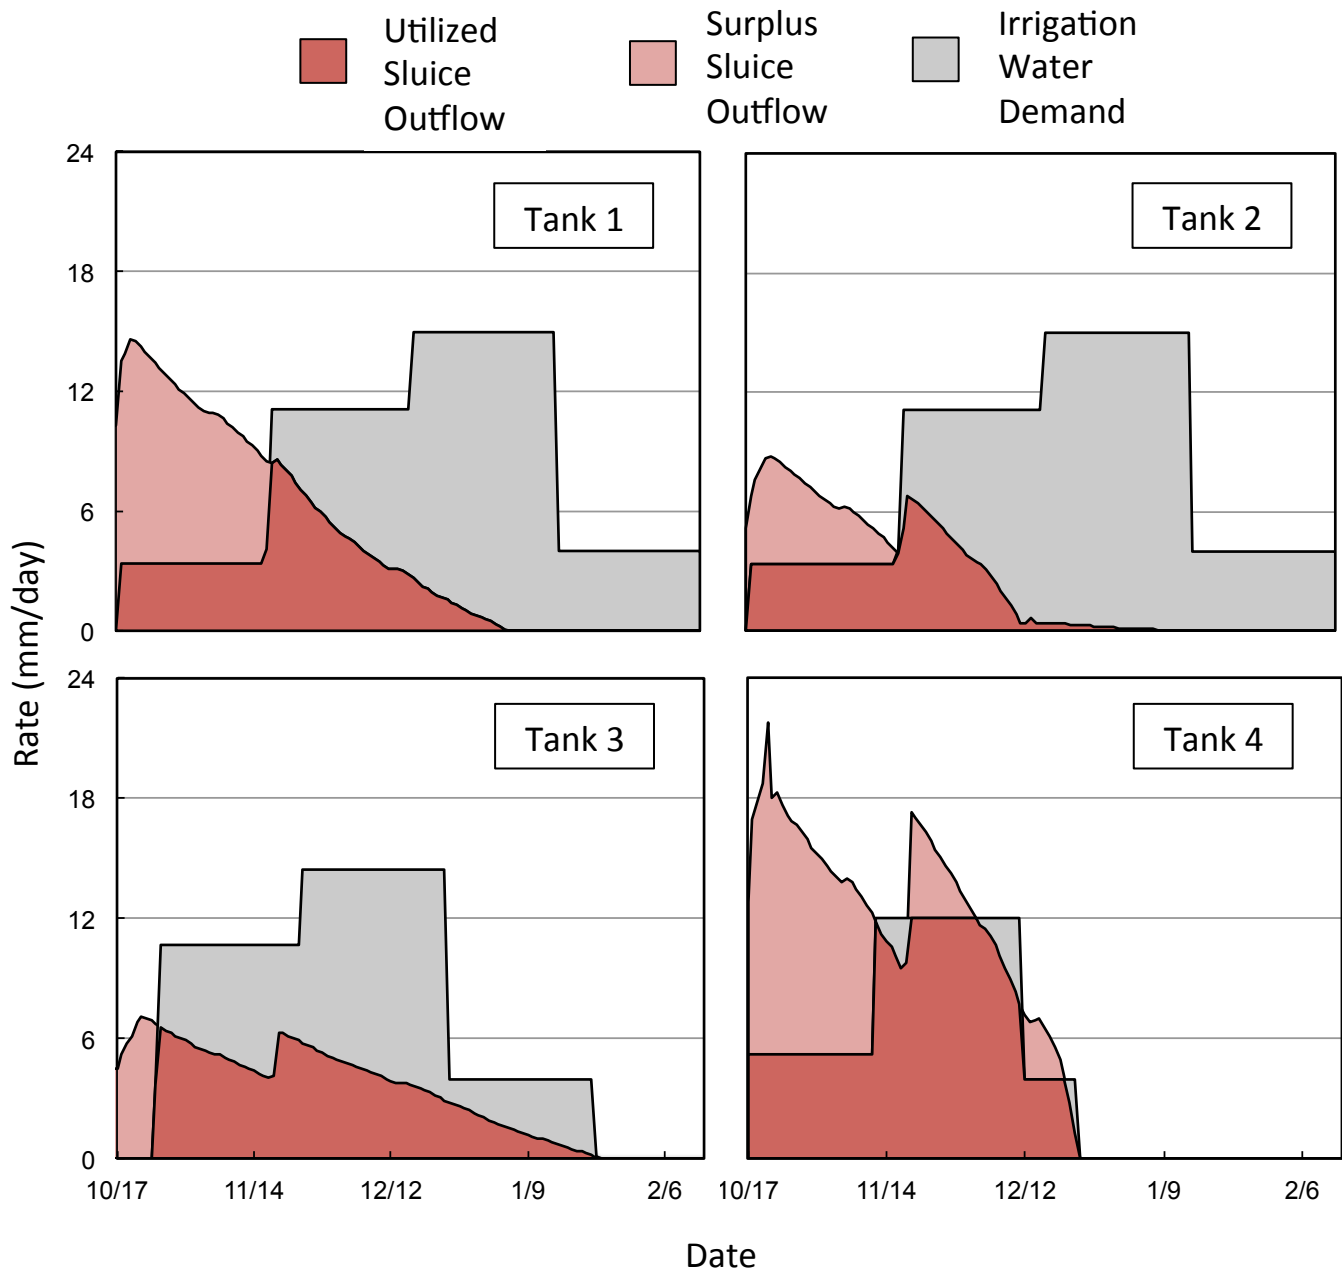 Utilized
Sluice
Outflow
Surplus
Sluice
Outflow
Irrigation
Water
Demand
24
18
12
6
0
Tank 1
Tank 2
Rate (mm/day)
24
18
12
6
0
Tank 3
Tank 4
10/17 11/14 12/12 1/9 2/6
10/17 11/14 12/12 1/9 2/6
Date